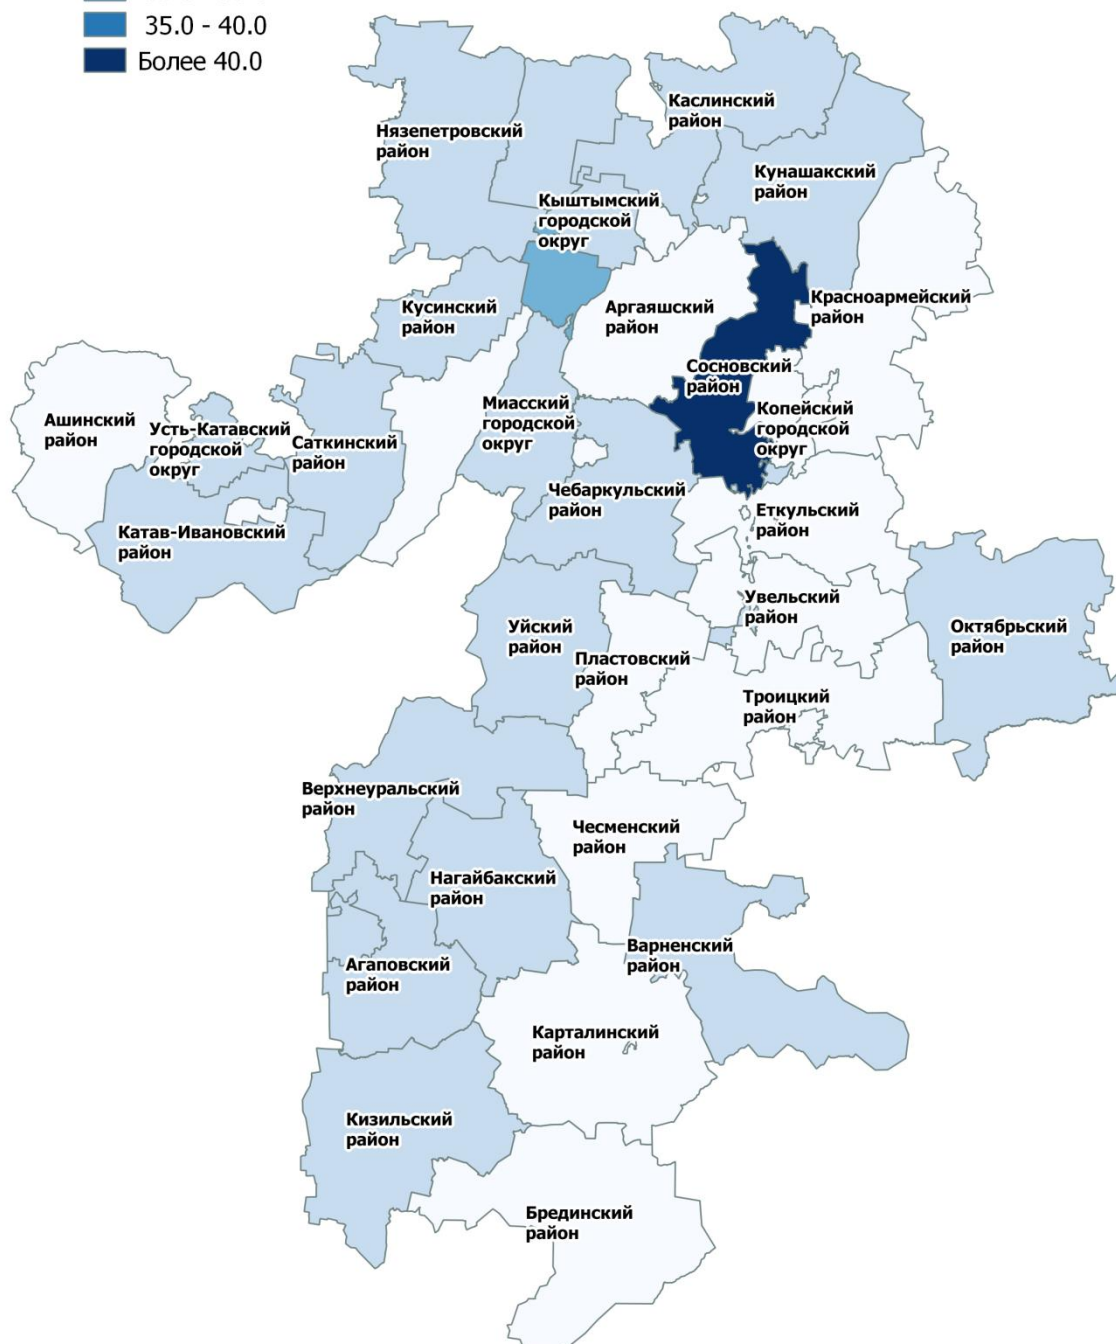 35.0 - 40.0
Более 40.0
Каслинский
район
Нязепетровский
район
Кунашакский
район
Кыштымский
городской
округ
Кусинский
район
Аргаяшский
район
Красноармейский
район
Сосновский
район
Ашинский
район
Усть-Катавский
городской
округ
Саткинский
район
Миасский
городской
округ
Копейский
городской
округ
Чебаркульский
район
Еткульский
район
Катав-Ивановский
район
Увельский
район
Уйский
район
Октябрьский
район
Пластовский
район
Троицкий
район
Верхнеуральский
район
Чесменский
район
Нагайбакский
район
Варненский
район
Агаповский
район
Карталинский
район
Кизильский
район
Брединский
район